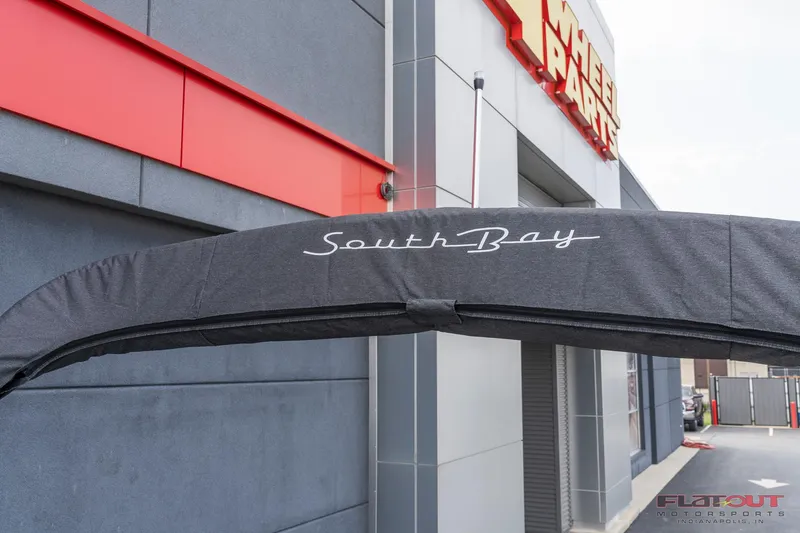 WHEEL
PARTS
South Bay
FLATOUT
MOTORSPORTS
INDIANAPOLIS, IN